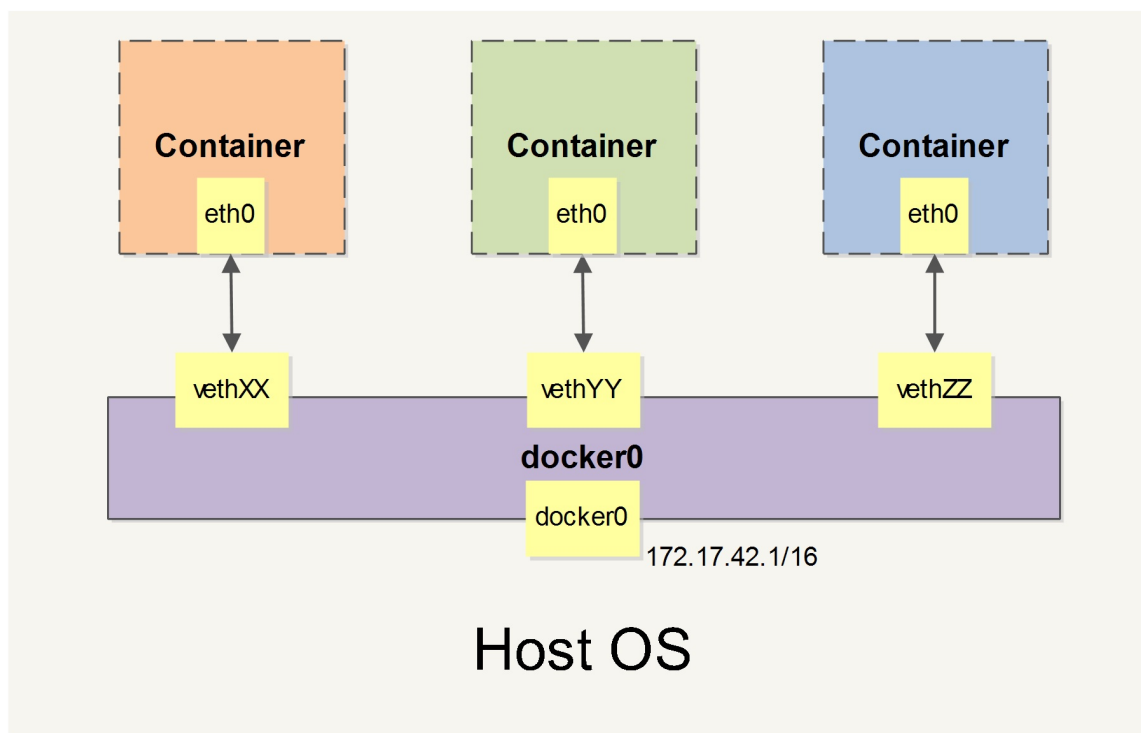 Container
Container
Container
eth0
eth0
eth0
vethXX
vethYY
vethZZ
docker0
docker0
172.17.42.1/16
Host OS